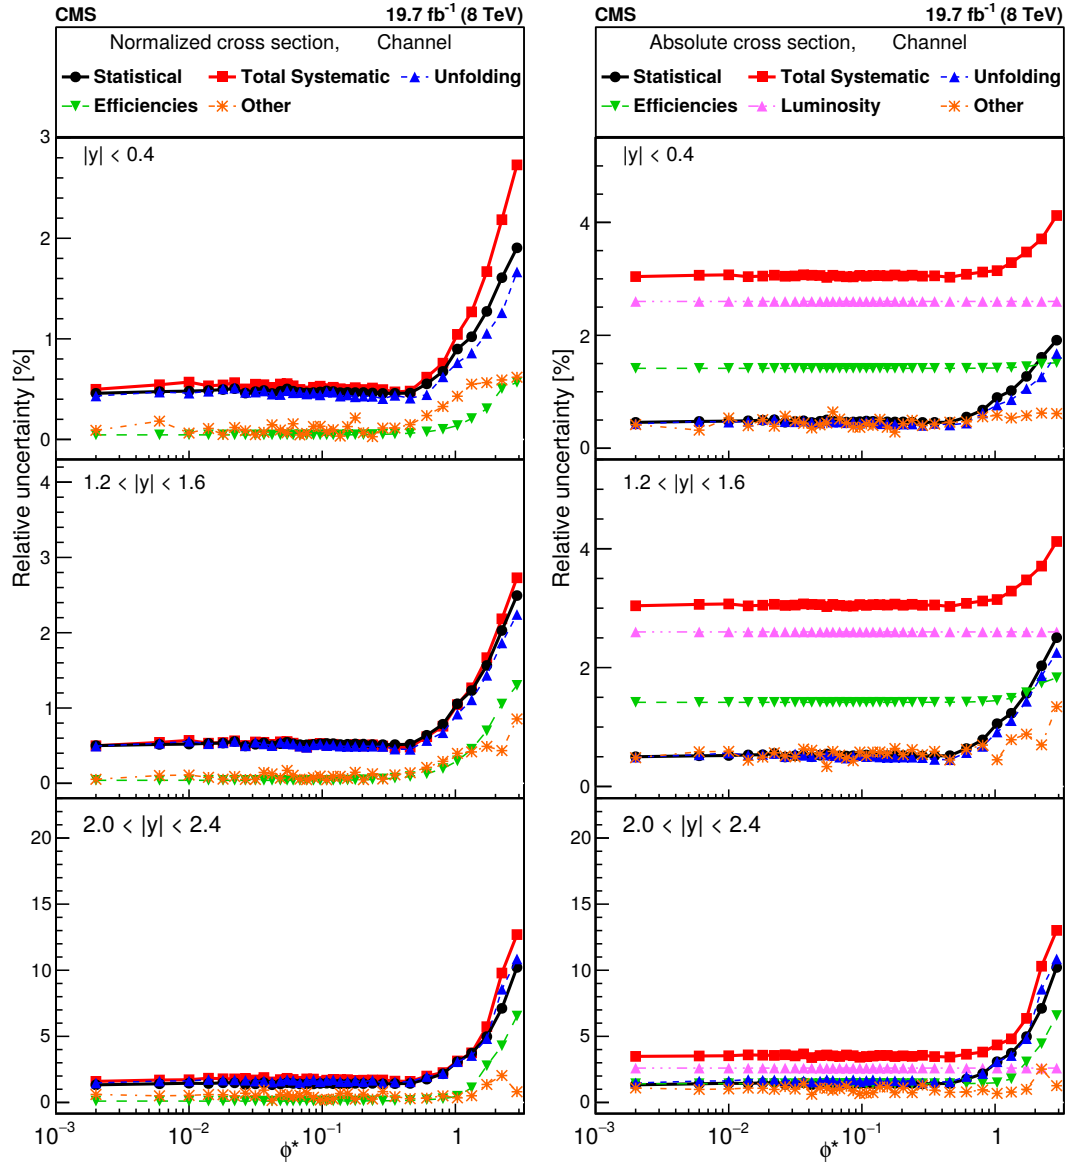 CMS 19.7 fb⁻¹ (8 TeV)
Normalized cross section, Channel
Statistical Total Systematic Unfolding
Efficiencies Other
Relative uncertainty [%]
3
|y| < 0.4
2
1
0
4
1.2 < |y| < 1.6
3
2
1
0
20
2.0 < |y| < 2.4
15
10
5
0
10⁻³ 10⁻² 10⁻¹ 1
ϕ*
CMS 19.7 fb⁻¹ (8 TeV)
Absolute cross section, Channel
Statistical Total Systematic Unfolding
Efficiencies Luminosity Other
Relative uncertainty [%]
|y| < 0.4
4
2
0
1.2 < |y| < 1.6
4
2
0
20
2.0 < |y| < 2.4
15
10
5
0
10⁻³ 10⁻² 10⁻¹ 1
ϕ*